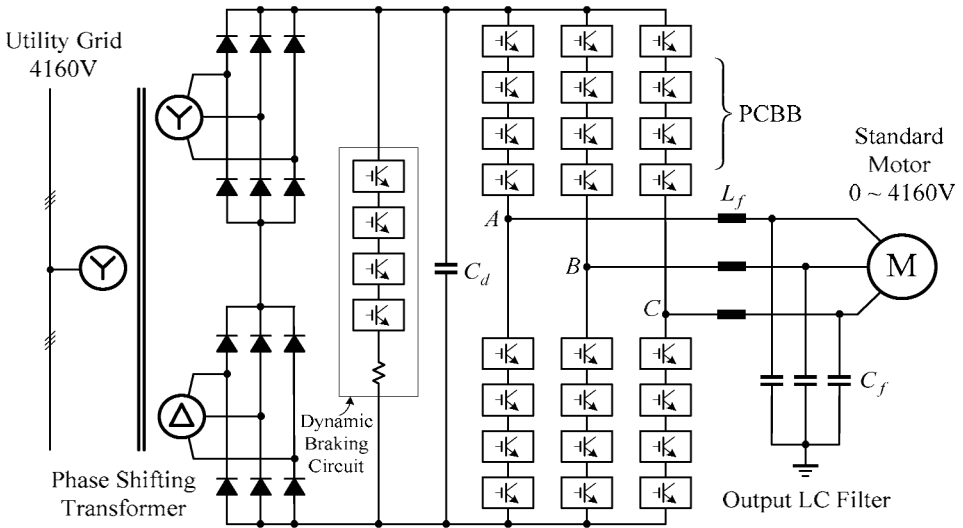 Utility Grid
4160V
PCBB
Standard
Motor
0 ~ 4160V
A
L_f
B
M
C_d
C
C_f
Dynamic
Braking
Circuit
Phase Shifting
Transformer
Output LC Filter